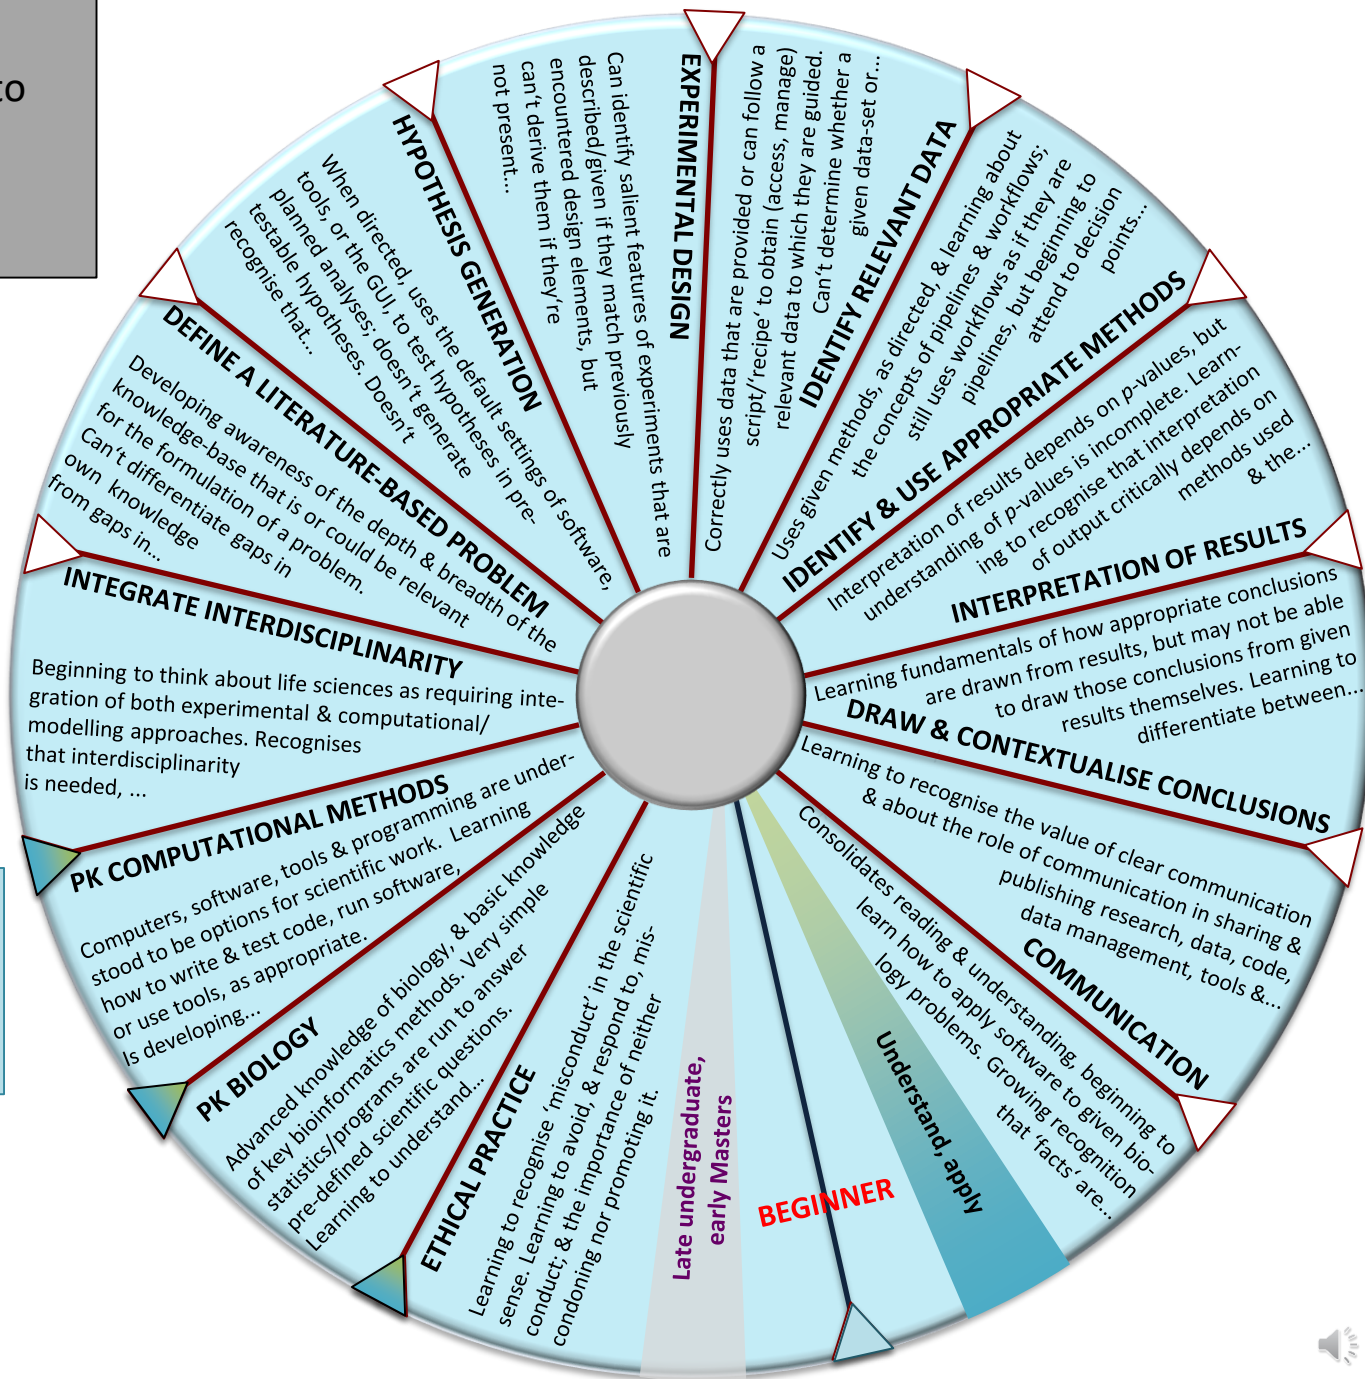 to
EXPERIMENTAL DESIGN
Can identify salient features of experiments that are
described/given if they match previously
encountered design elements, but
can't derive them if they're
not present...
IDENTIFY RELEVANT DATA
Correctly uses data that are provided or can follow a
script/‘recipe‘ to obtain (access, manage)
relevant data to which they are guided.
Can't determine whether a
given data-set or...
IDENTIFY & USE APPROPRIATE METHODS
Uses given methods, as directed, & learning about
the concepts of pipelines & workflows;
still uses workflows as if they are
pipelines, but beginning to
attend to decision
points...
INTERPRETATION OF RESULTS
Interpretation of results depends on p-values, but
understanding of p-values is incomplete. Learn-
ing to recognise that interpretation
of output critically depends on
methods used
& the...
DRAW & CONTEXTUALISE CONCLUSIONS
Learning fundamentals of how appropriate conclusions
are drawn from results, but may not be able
to draw those conclusions from given
results themselves. Learning to
differentiate between...
COMMUNICATION
Learning to recognise the value of clear communication
& about the role of communication in sharing &
publishing research, data, code,
data management, tools &...
Consolidates reading & understanding, beginning to
learn how to apply software to given bio-
logy problems. Growing recognition
that ‘facts‘ are...
Understand, apply
BEGINNER
Late undergraduate,
early Masters
ETHICAL PRACTICE
Learning to recognise ‘misconduct’ in the scientific
sense. Learning to avoid, & respond to, mis-
conduct; & the importance of neither
condoning nor promoting it.
PK BIOLOGY
Advanced knowledge of biology, & basic knowledge
of key bioinformatics methods. Very simple
statistics/programs are run to answer
pre-defined scientific questions.
Learning to understand...
PK COMPUTATIONAL METHODS
Computers, software, tools & programming are under-
stood to be options for scientific work. Learning
how to write & test code, run software,
or use tools, as appropriate.
Is developing...
INTEGRATE INTERDISCIPLINARITY
Beginning to think about life sciences as requiring inte-
gration of both experimental & computational/
modelling approaches. Recognises
that interdisciplinarity
is needed, ...
DEFINE A LITERATURE-BASED PROBLEM
Developing awareness of the depth & breadth of the
knowledge-base that is or could be relevant
for the formulation of a problem.
Can't differentiate gaps in
own knowledge
from gaps in...
HYPOTHESIS GENERATION
When directed, uses the default settings of software,
tools, or the GUI, to test hypotheses in pre-
planned analyses; doesn't generate
testable hypotheses. Doesn't
recognise that...